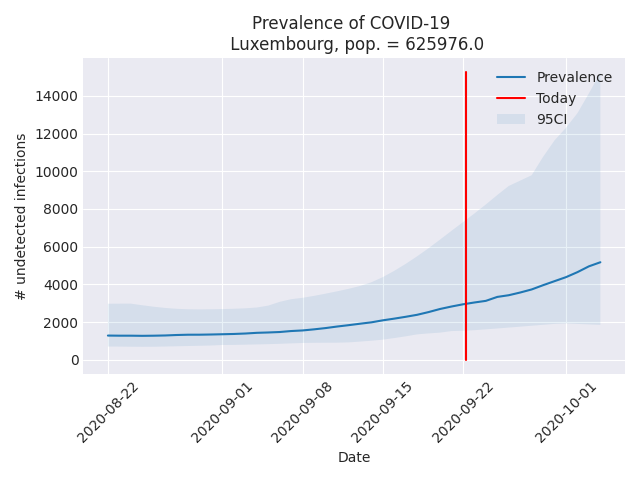 Prevalence of COVID-19
Luxembourg, pop. = 625976.0
Prevalence
Today
95CI
14000
12000
10000
8000
6000
4000
2000
0
# undetected infections
2020-08-22
2020-09-01
2020-09-08
2020-09-15
2020-09-22
2020-10-01
Date